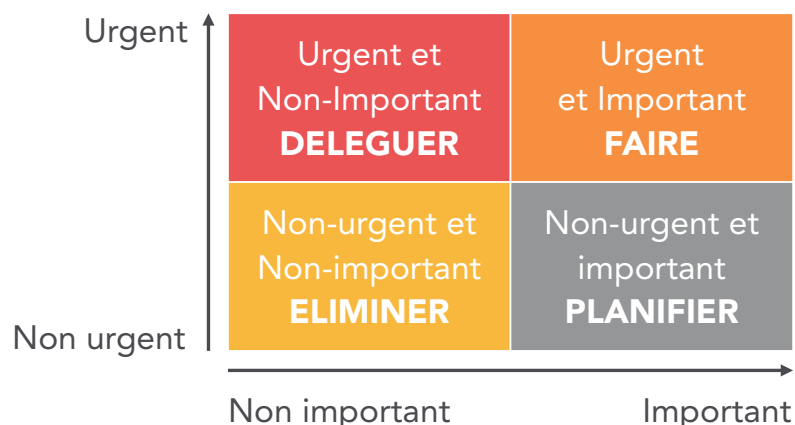 Urgent
Urgent et
Non-Important
DELEGUER
Urgent
et Important
FAIRE
Non-urgent et
Non-important
ELIMINER
Non-urgent et
important
PLANIFIER
Non urgent
Non important
Important